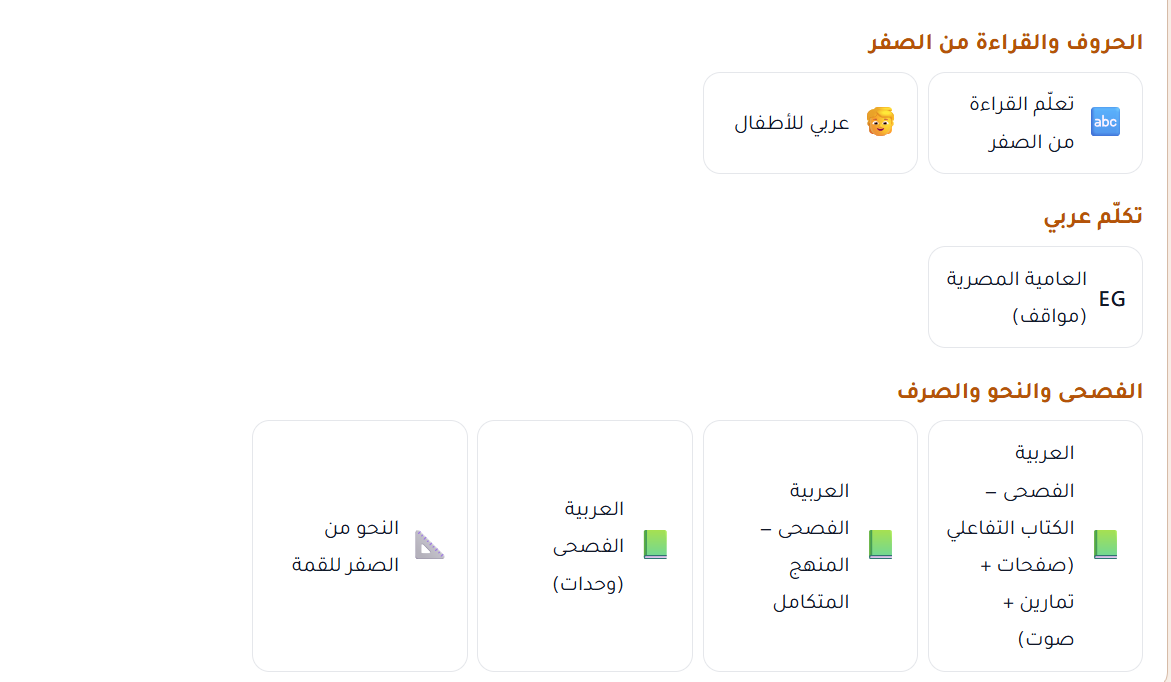 الحروف والقراءة من الصفر
abc
تعلّم القراءة
من الصفر
عربي للأطفال
تكلّم عربي
EG
العامية المصرية
(مواقف)
الفصحى والنحو والصرف
العربية
الفصحى –
الكتاب التفاعلي
(صفحات +
تمارين +
صوت)
العربية
الفصحى –
المنهج
المتكامل
العربية
الفصحى
(وحدات)
النحو من
الصفر للقمة